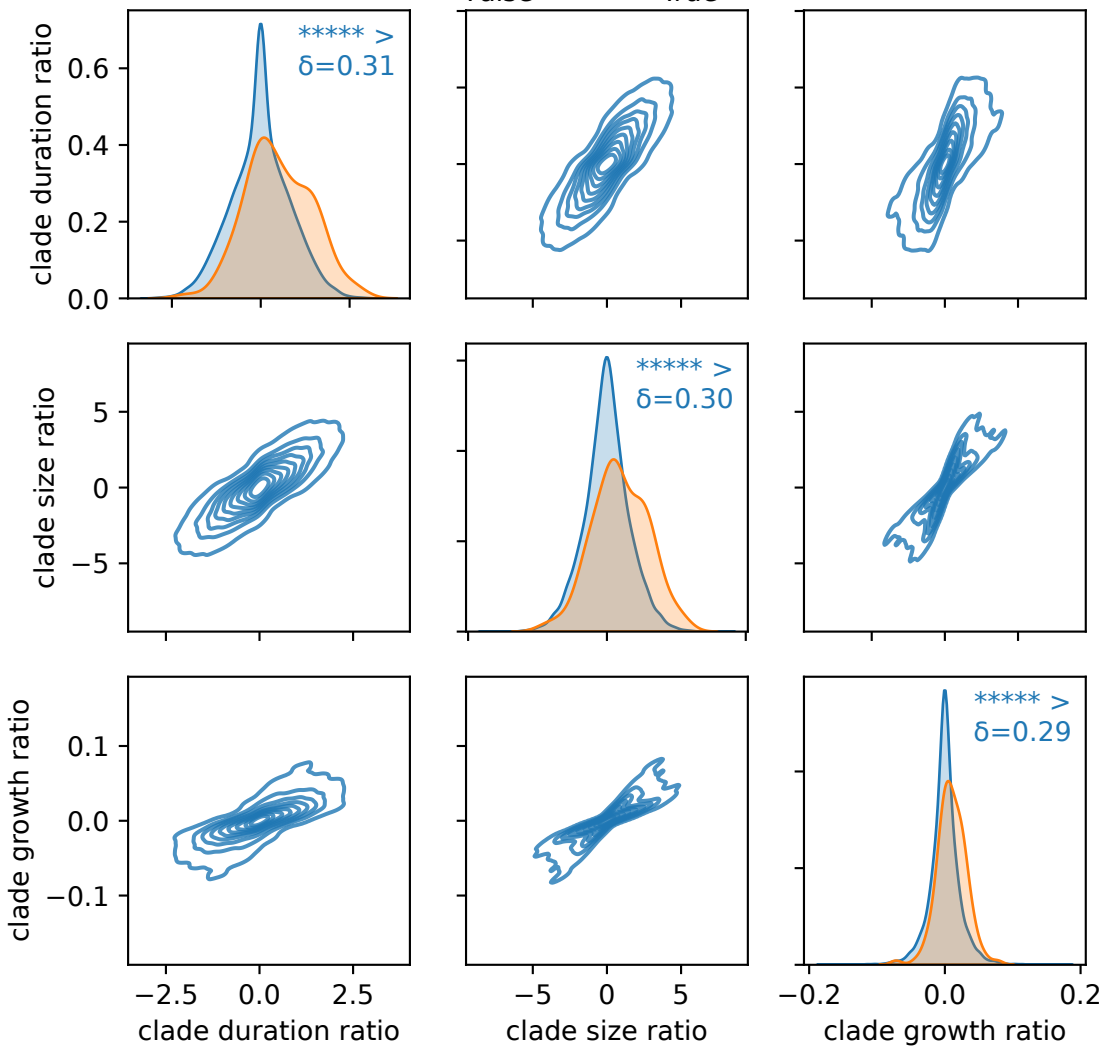 True
clade duration ratio
0.6
0.4
0.2
0.0
***** >
δ=0.31
clade size ratio
5
0
−5
***** >
δ=0.30
clade growth ratio
0.1
0.0
−0.1
***** >
δ=0.29
−2.5 0.0 2.5
−5 0 5
−0.2 0.0 0.2
clade duration ratio
clade size ratio
clade growth ratio